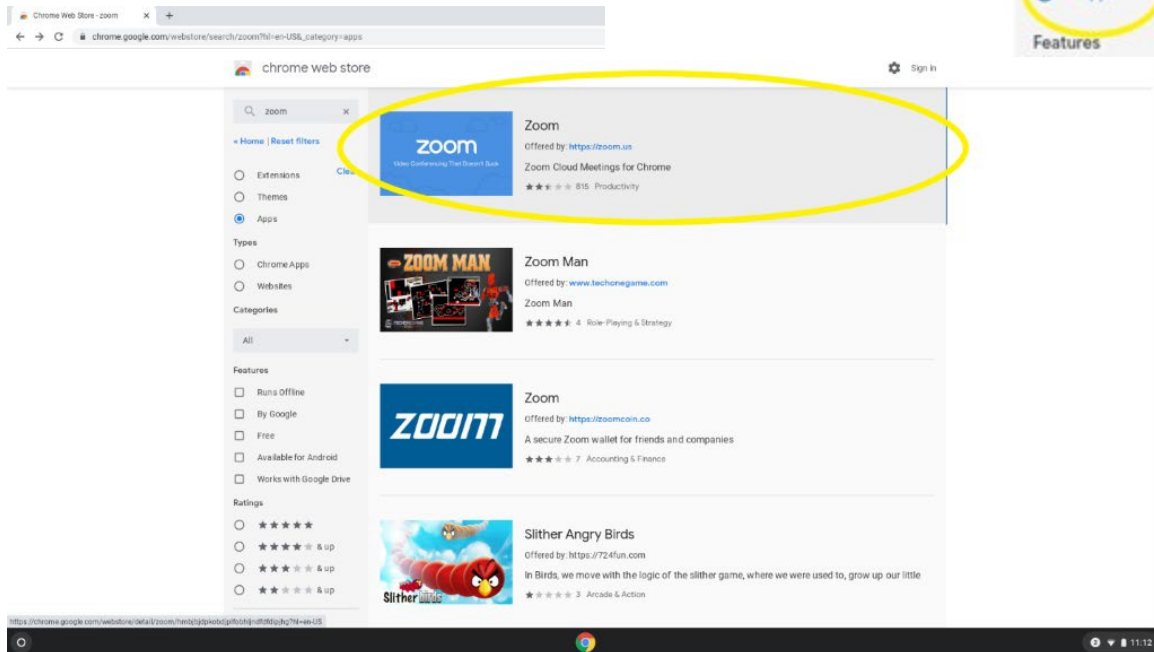 Chrome Web Store - zoom
chrome.google.com/webstore/search/zoom?hl=en-US&_category=apps
Features
chrome web store
Sign in
zoom
« Home | Reset filters
Extensions
Themes
Apps
Types
Chrome Apps
Websites
Categories
All
Features
Runs Offline
By Google
Free
Available for Android
Works with Google Drive
Ratings
& up
& up
& up
zoom
Video Conferencing That Doesn't Suck
Zoom
Offered by: https://zoom.us
Zoom Cloud Meetings for Chrome
815 Productivity
ZOOM MAN
Zoom Man
Offered by: www.techonegame.com
Zoom Man
4 Role-Playing & Strategy
zoom
Zoom
Offered by: https://zoomcoin.co
A secure Zoom wallet for friends and companies
7 Accounting & Finance
Slither birds
Slither Angry Birds
Offered by: https://724fun.com
In Birds, we move with the logic of the slither game, where we were used to, grow up our little
3 Arcade & Action
11:12